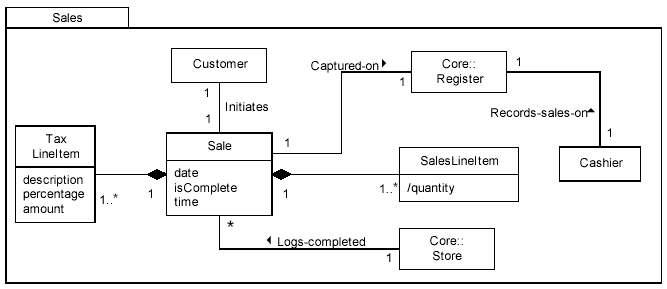 Sales
Customer
1
Initiates
1
Captured-on
1
Core::
Register
1
Records-sales-on
1
Cashier
Tax
LineItem
description
percentage
amount
1..*
1
Sale
date
isComplete
time
1
1
SalesLineItem
/quantity
1..*
*
Logs-completed
1
Core::
Store